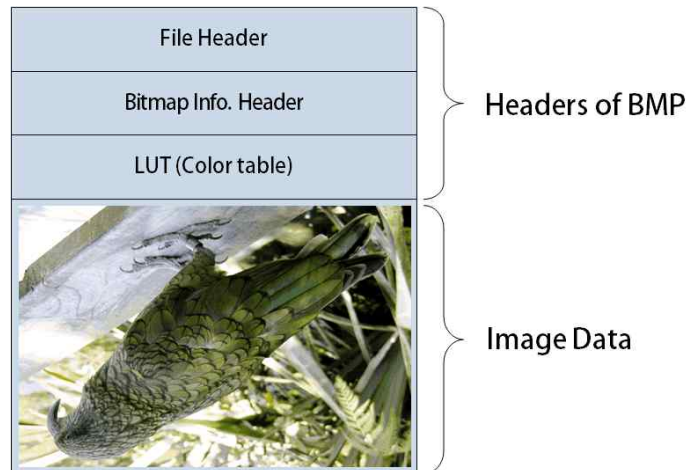 File Header
Bitmap Info. Header
LUT (Color table)
Headers of BMP
Image Data